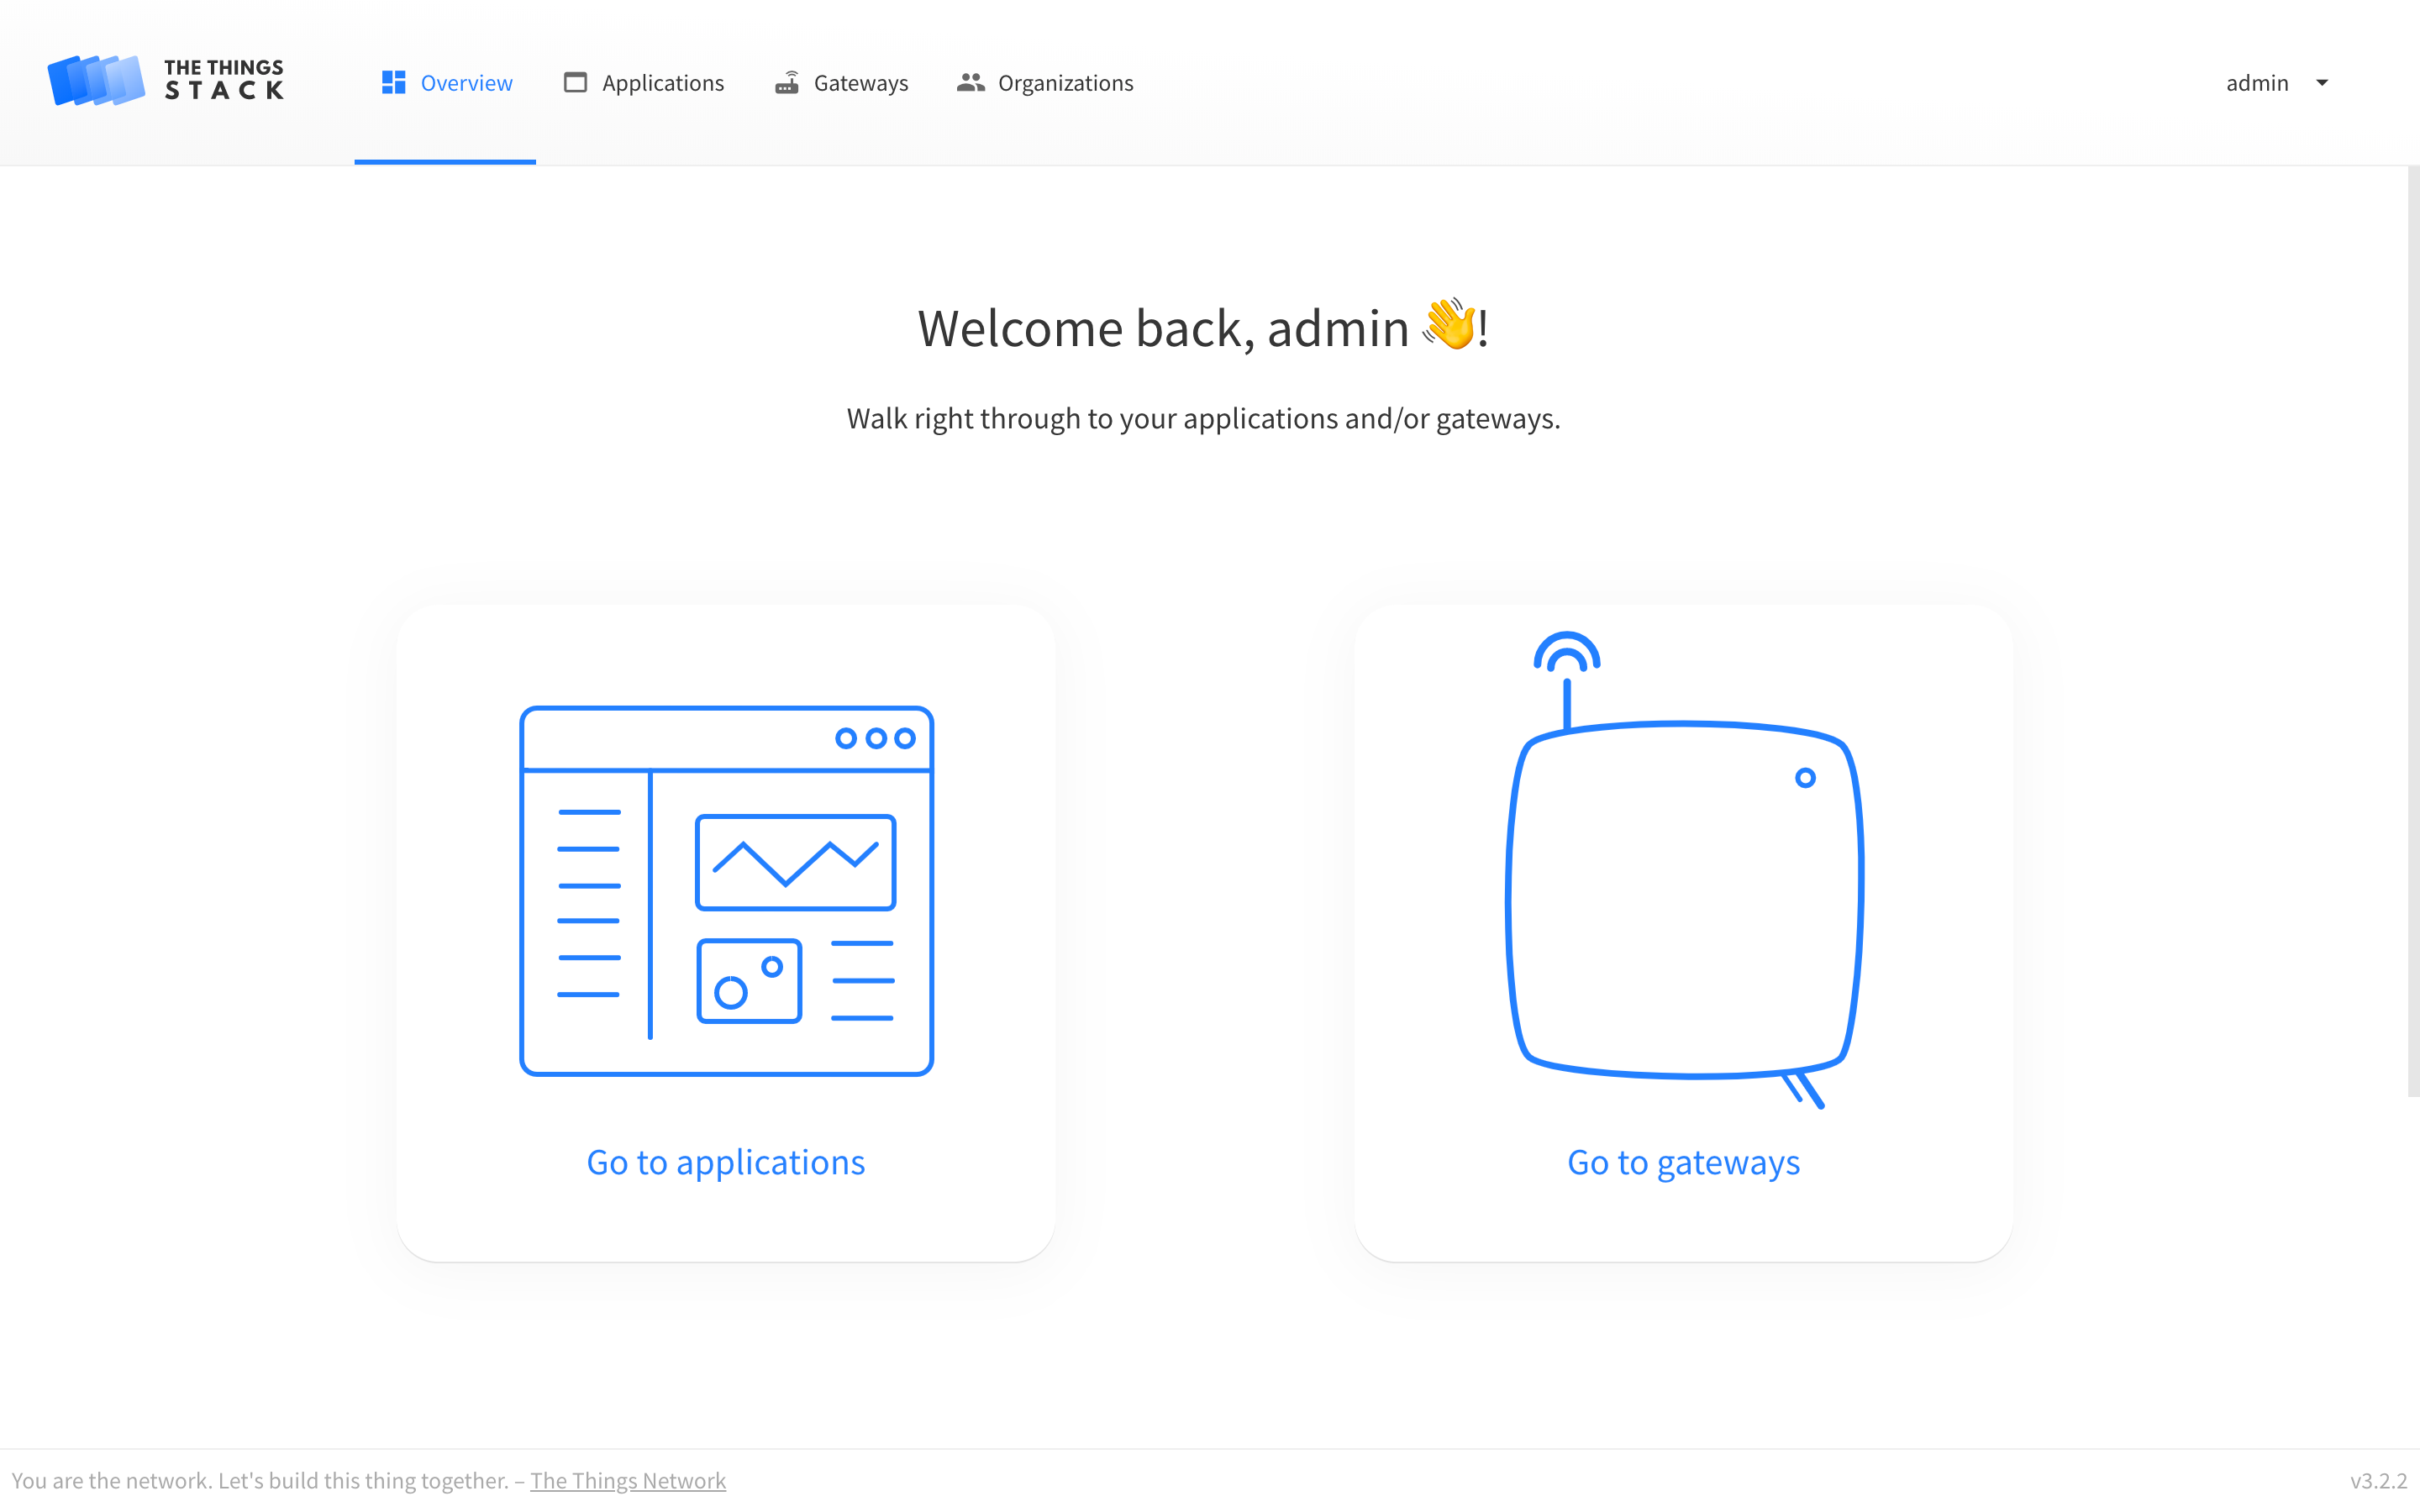 THE THINGS
STACK
Overview
Applications
Gateways
Organizations
admin
Welcome back, admin 👋!
Walk right through to your applications and/or gateways.
Go to applications
Go to gateways
You are the network. Let's build this thing together. – The Things Network
v3.2.2